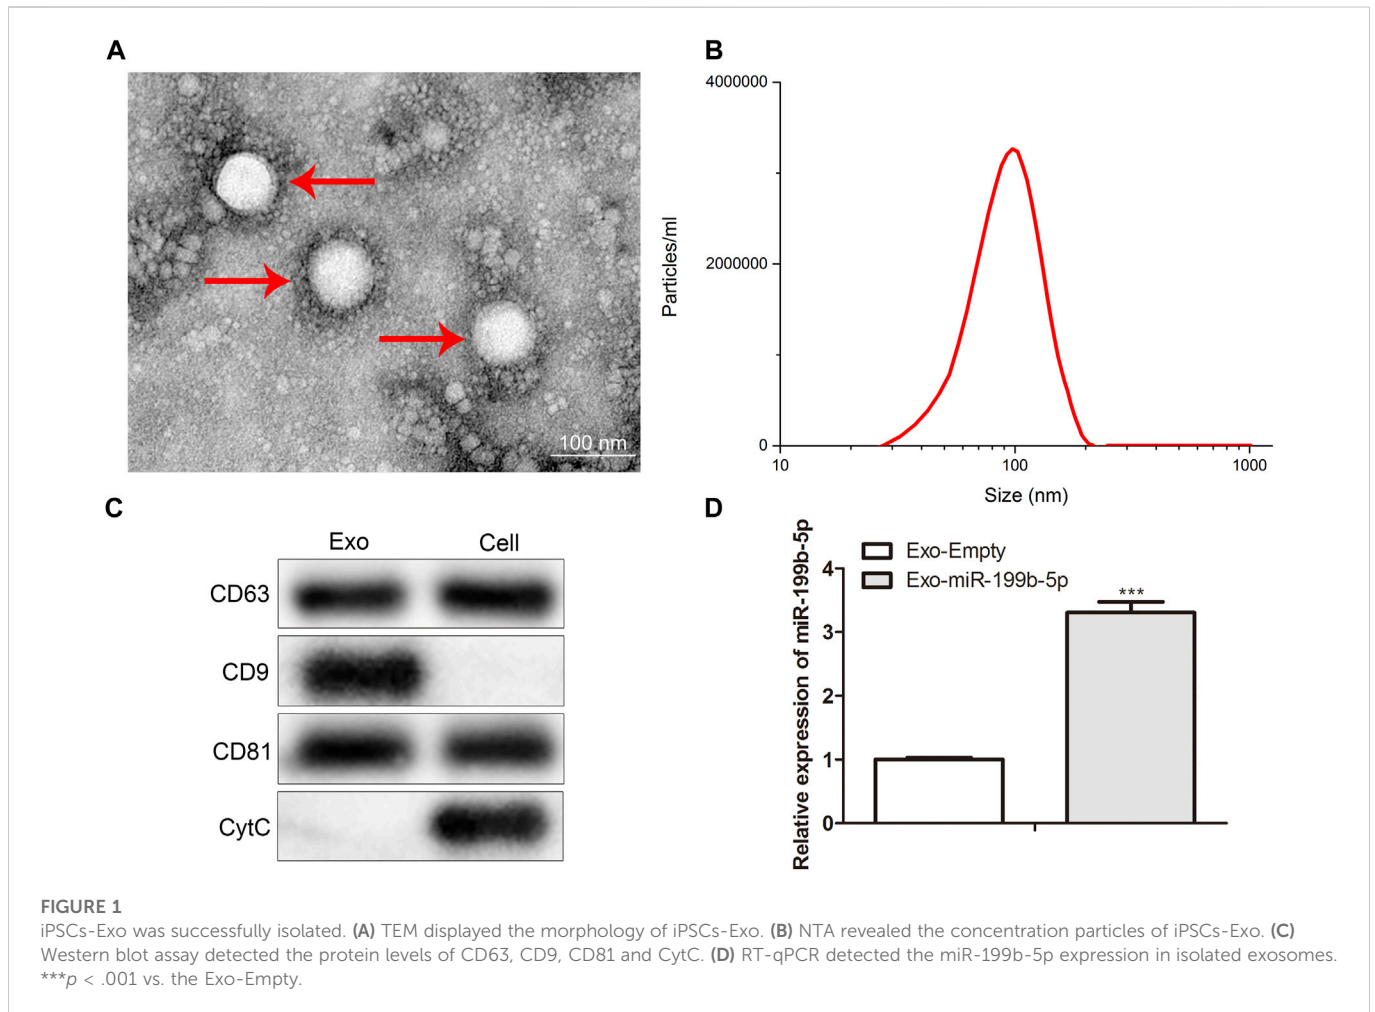 A
100 nm
B
4000000
2000000
0
10
100
1000
Particles/ml
Size (nm)
C
Exo Cell
CD63
CD9
CD81
CytC
D
Exo-Empty
Exo-miR-199b-5p
4
3
2
1
0
***
Relative expression of miR-199b-5p
FIGURE 1
iPSCs-Exo was successfully isolated. (A) TEM displayed the morphology of iPSCs-Exo. (B) NTA revealed the concentration particles of iPSCs-Exo. (C)
Western blot assay detected the protein levels of CD63, CD9, CD81 and CytC. (D) RT-qPCR detected the miR-199b-5p expression in isolated exosomes.
***p < .001 vs. the Exo-Empty.